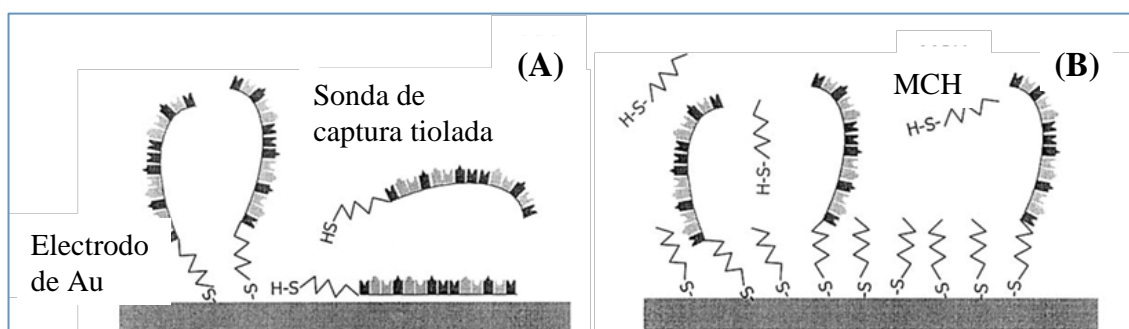 (A)
Sonda de
captura tiolada
Electrodo
de Au
HS
H-S
-S
-S
(B)
MCH
H-S-
H-S-
H-S-
-S-
-S
-S-
-S-
-S-
-S
-S-
-S